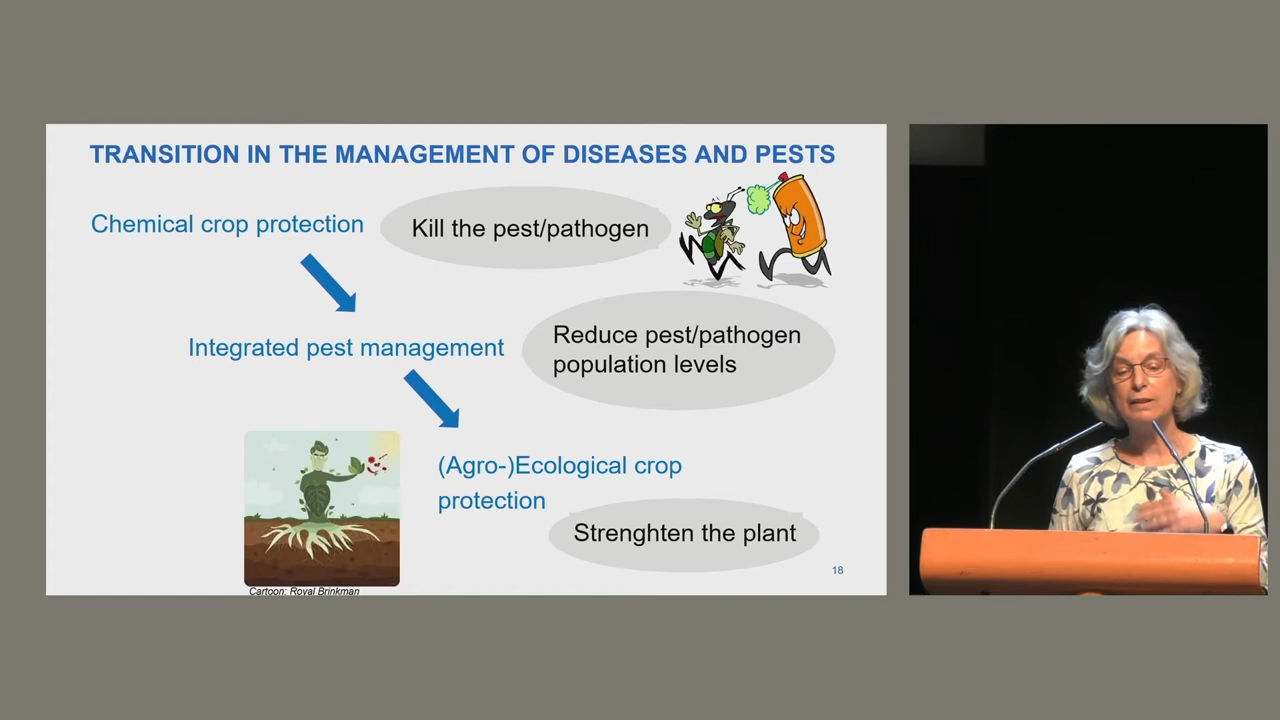 TRANSITION IN THE MANAGEMENT OF DISEASES AND PESTS
Chemical crop protection
Kill the pest/pathogen
Integrated pest management
Reduce pest/pathogen
population levels
(Agro-)Ecological crop
protection
Strenghten the plant
18
Cartoon: Royal Brinkman